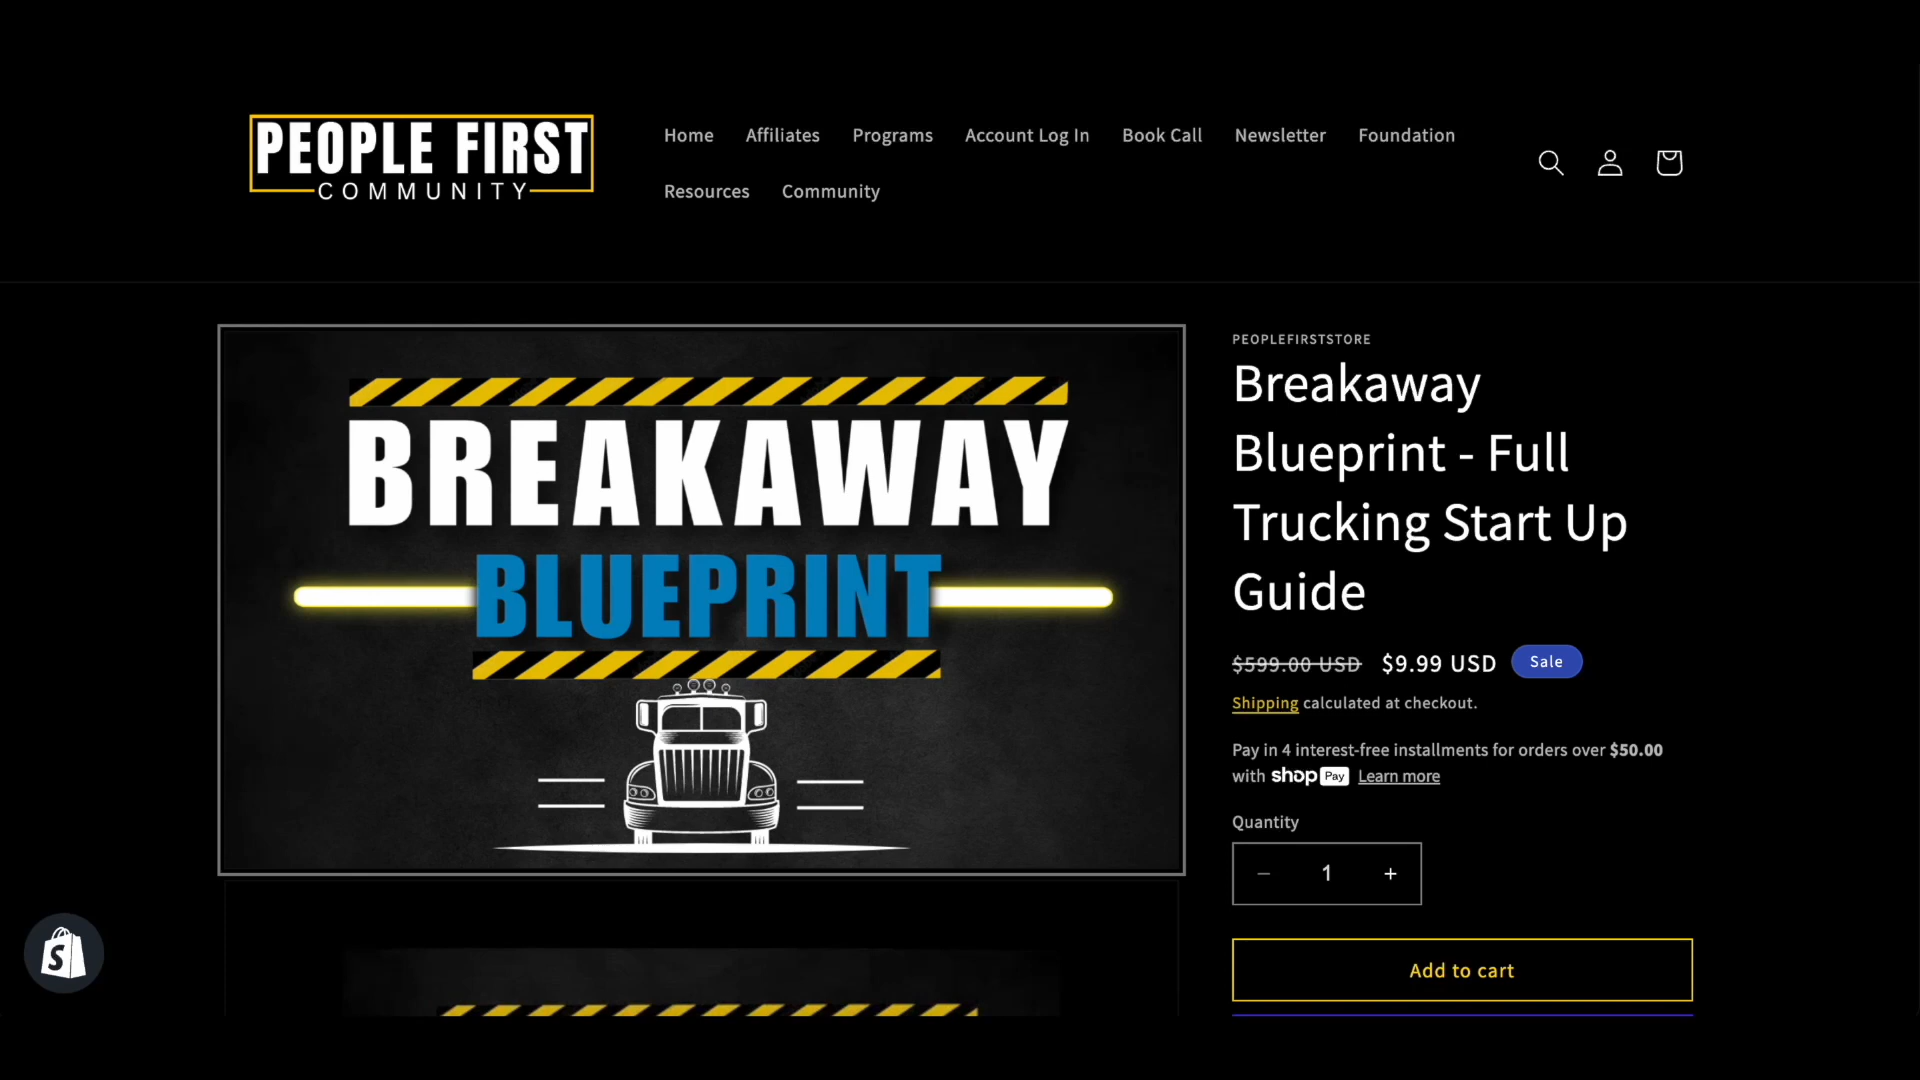 PEOPLE FIRST
COMMUNITY
Home Affiliates Programs Account Log In Book Call Newsletter Foundation
Resources Community
BREAKAWAY
BLUEPRINT
PEOPLEFIRSTSTORE
Breakaway
Blueprint - Full
Trucking Start Up
Guide
$599.00 USD $9.99 USD Sale
Shipping calculated at checkout.
Pay in 4 interest-free installments for orders over $50.00
with shop Pay Learn more
Quantity
− 1 +
Add to cart
S